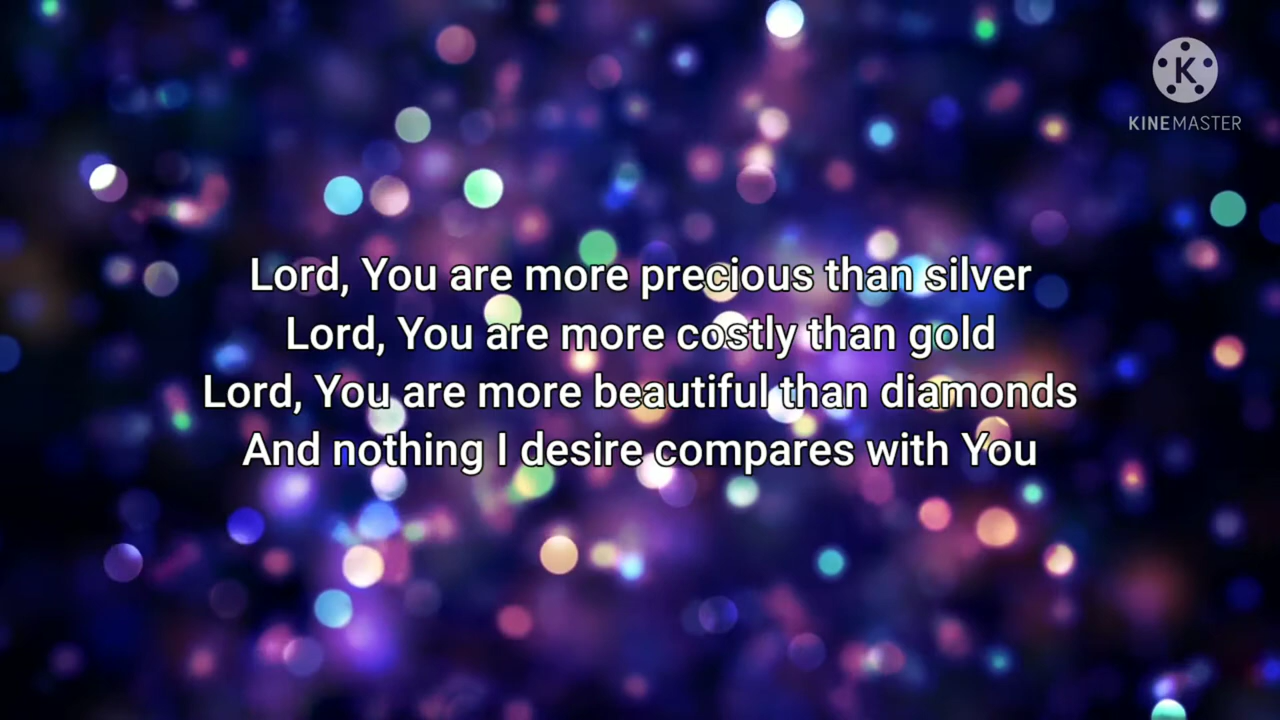 KINEMASTER
Lord, You are more precious than silver
Lord, You are more costly than gold
Lord, You are more beautiful than diamonds
And nothing I desire compares with You